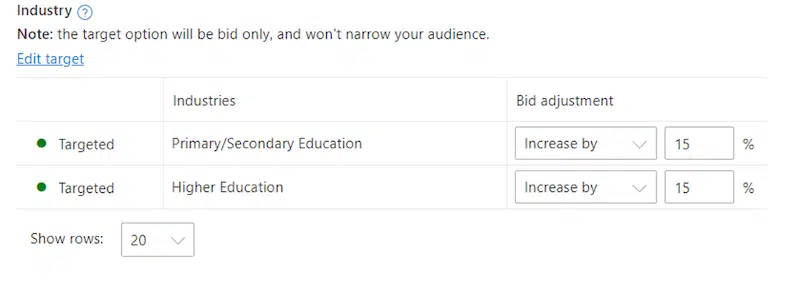 Industry ?
Note: the target option will be bid only, and won't narrow your audience.
Edit target
Industries Bid adjustment
Targeted Primary/Secondary Education Increase by 15 %
Targeted Higher Education Increase by 15 %
Show rows: 20